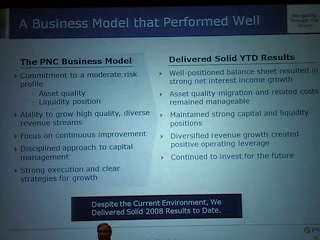 A Business Model that Performed Well
The PNC Business Model
Commitment to a moderate risk
profile
- Asset quality
- Liquidity position
Ability to grow high quality, diverse
revenue streams
Focus on continuous improvement
Disciplined approach to capital
management
Strong execution and clear
strategies for growth
Delivered Solid YTD Results
Well-positioned balance sheet resulted in
strong net interest income growth
Asset quality migration and related costs
remained manageable
Maintained strong capital and liquidity
positions
Diversified revenue growth created
positive operating leverage
Continued to invest for the future
Despite the Current Environment, We
Delivered Solid 2008 Results to Date.